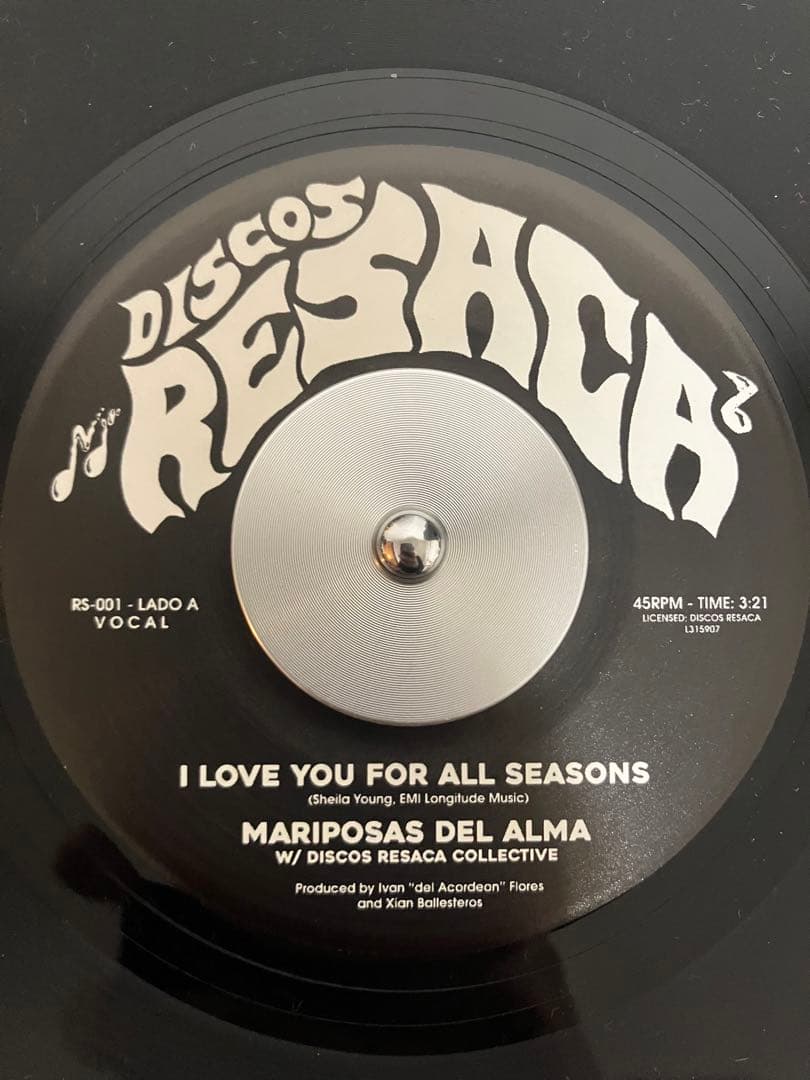 DISCOS
RESACA
RS-001 - LADO A
VOCAL
45RPM - TIME: 3:21
LICENSED: DISCOS RESACA
L315907
I LOVE YOU FOR ALL SEASONS
(Sheila Young, EMI Longitude Music)
MARIPOSAS DEL ALMA
W/ DISCOS RESACA COLLECTIVE
Produced by Ivan "del Acordeon" Flores
and Xian Ballesteros